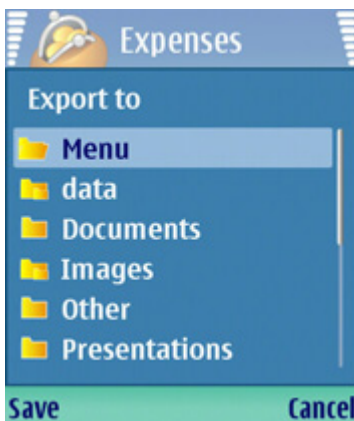 Expenses
Export to
Menu
data
Documents
Images
Other
Presentations
Save Cancel